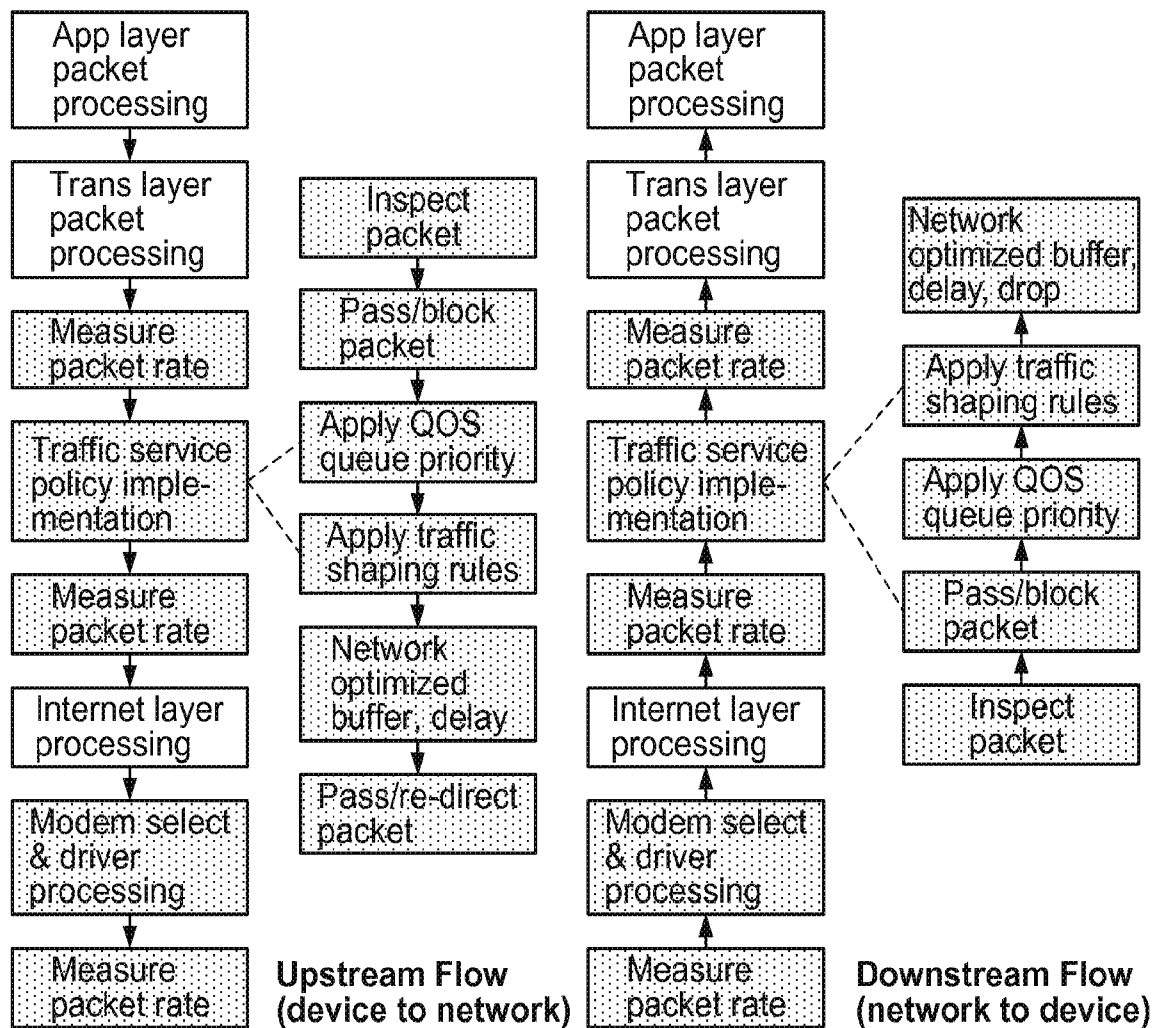 App layer
packet
processing
Trans layer
packet
processing
Measure
packet rate
Traffic service
policy imple-
mentation
Measure
packet rate
Internet layer
processing
Modem select
& driver
processing
Measure
packet rate
Inspect
packet
Pass/block
packet
Apply QOS
queue priority
Apply traffic
shaping rules
Network
optimized
buffer, delay
Pass/re-direct
packet
Upstream Flow
(device to network)
App layer
packet
processing
Trans layer
packet
processing
Measure
packet rate
Traffic service
policy imple-
mentation
Measure
packet rate
Internet layer
processing
Modem select
& driver
processing
Measure
packet rate
Network
optimized buffer,
delay, drop
Apply traffic
shaping rules
Apply QOS
queue priority
Pass/block
packet
Inspect
packet
Downstream Flow
(network to device)